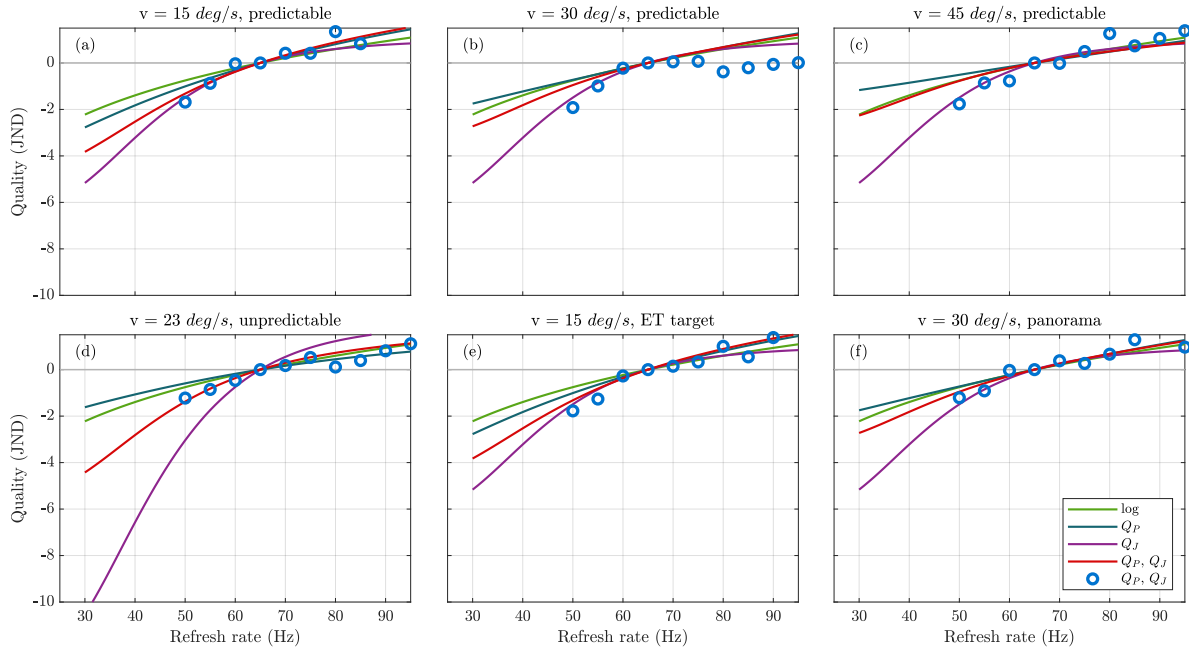 v = 15 deg/s, predictable
v = 30 deg/s, predictable
v = 45 deg/s, predictable
(a)
(b)
(c)
0
-2
-4
-6
-8
-10
Quality (JND)
v = 23 deg/s, unpredictable
v = 15 deg/s, ET target
v = 30 deg/s, panorama
(d)
(e)
(f)
0
-2
-4
-6
-8
-10
Quality (JND)
30 40 50 60 70 80 90
Refresh rate (Hz)
30 40 50 60 70 80 90
Refresh rate (Hz)
30 40 50 60 70 80 90
Refresh rate (Hz)
log
Q_P
Q_J
Q_P, Q_J
Q_P, Q_J